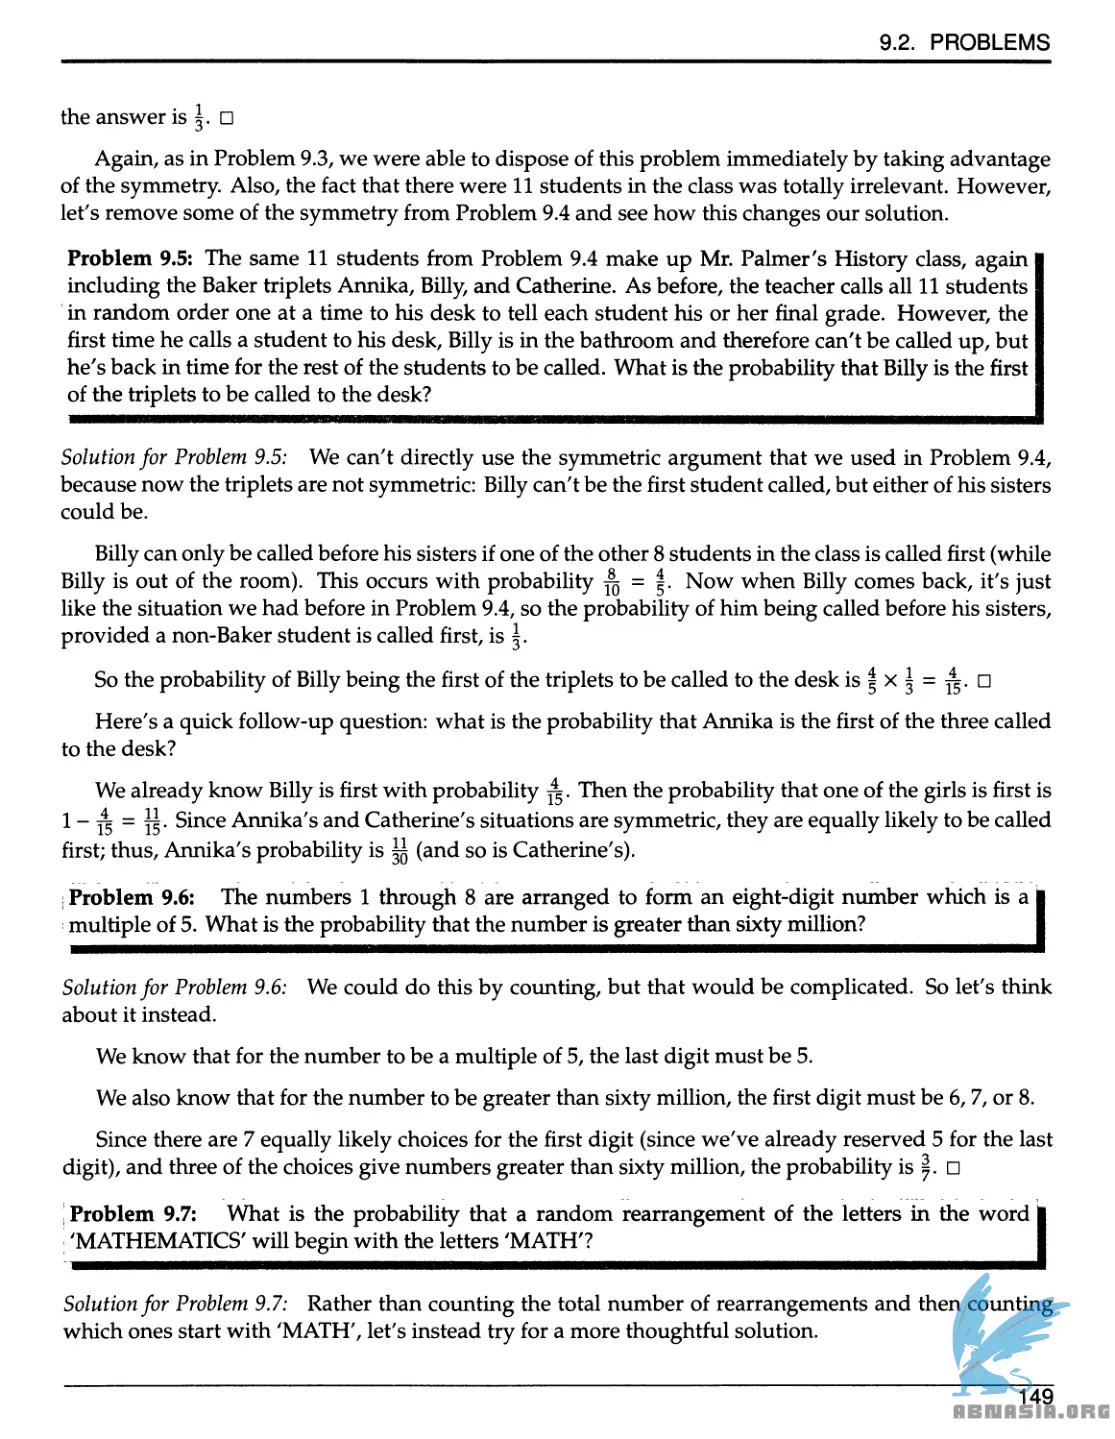 9.2. PROBLEMS
the answer is 1/3. □
Again, as in Problem 9.3, we were able to dispose of this problem immediately by taking advantage
of the symmetry. Also, the fact that there were 11 students in the class was totally irrelevant. However,
let's remove some of the symmetry from Problem 9.4 and see how this changes our solution.
Problem 9.5: The same 11 students from Problem 9.4 make up Mr. Palmer's History class, again
including the Baker triplets Annika, Billy, and Catherine. As before, the teacher calls all 11 students
in random order one at a time to his desk to tell each student his or her final grade. However, the
first time he calls a student to his desk, Billy is in the bathroom and therefore can't be called up, but
he's back in time for the rest of the students to be called. What is the probability that Billy is the first
of the triplets to be called to the desk?
Solution for Problem 9.5: We can't directly use the symmetric argument that we used in Problem 9.4,
because now the triplets are not symmetric: Billy can't be the first student called, but either of his sisters
could be.
Billy can only be called before his sisters if one of the other 8 students in the class is called first (while
Billy is out of the room). This occurs with probability 8/10 = 4/5. Now when Billy comes back, it's just
like the situation we had before in Problem 9.4, so the probability of him being called before his sisters,
provided a non-Baker student is called first, is 1/3.
So the probability of Billy being the first of the triplets to be called to the desk is 4/5 × 1/3 = 4/15. □
Here's a quick follow-up question: what is the probability that Annika is the first of the three called
to the desk?
We already know Billy is first with probability 4/15. Then the probability that one of the girls is first is
1 − 4/15 = 11/15. Since Annika's and Catherine's situations are symmetric, they are equally likely to be called
first; thus, Annika's probability is 11/30 (and so is Catherine's).
Problem 9.6: The numbers 1 through 8 are arranged to form an eight-digit number which is a
multiple of 5. What is the probability that the number is greater than sixty million?
Solution for Problem 9.6: We could do this by counting, but that would be complicated. So let's think
about it instead.
We know that for the number to be a multiple of 5, the last digit must be 5.
We also know that for the number to be greater than sixty million, the first digit must be 6, 7, or 8.
Since there are 7 equally likely choices for the first digit (since we've already reserved 5 for the last
digit), and three of the choices give numbers greater than sixty million, the probability is 3/7. □
Problem 9.7: What is the probability that a random rearrangement of the letters in the word
'MATHEMATICS' will begin with the letters 'MATH'?
Solution for Problem 9.7: Rather than counting the total number of rearrangements and then counting
which ones start with 'MATH', let's instead try for a more thoughtful solution.
149
ABNASIA.ORG